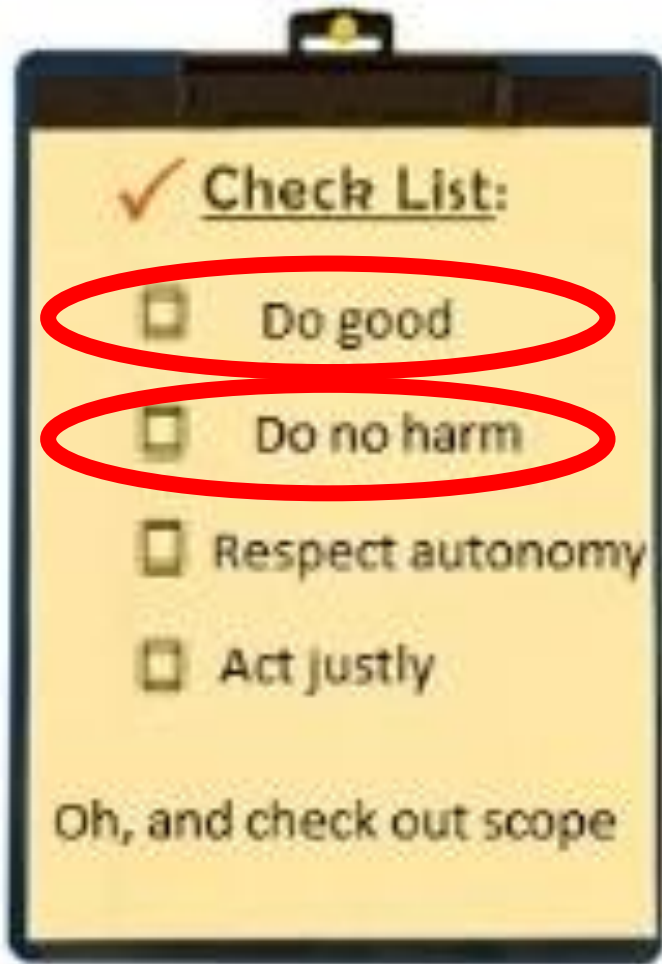 Check List:
Do good
Do no harm
Respect autonomy
Act justly
Oh, and check out scope